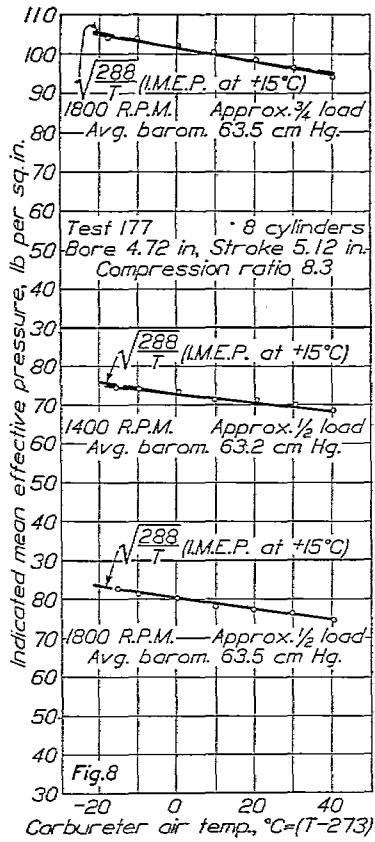 110
100
90
80
70
60
50
40
30
80
70
60
50
40
30
80
70
60
50
40
30
Indicated mean effective pressure, lb per sq.in.
√288/T (I.M.E.P. at +15°C)
1800 R.P.M. Approx. 3/4 load
Avg. barom. 63.5 cm Hg.
Test 177 8 cylinders
Bore 4.72 in, Stroke 5.12 in.
Compression ratio 8.3
√288/T (I.M.E.P. at +15°C)
1400 R.P.M. Approx. 1/2 load
Avg. barom. 63.2 cm Hg.
√288/T (I.M.E.P. at +15°C)
1800 R.P.M. Approx. 1/2 load
Avg. barom. 63.5 cm Hg.
Fig.8
-20 0 20 40
Carbureter air temp., °C=(T-273)